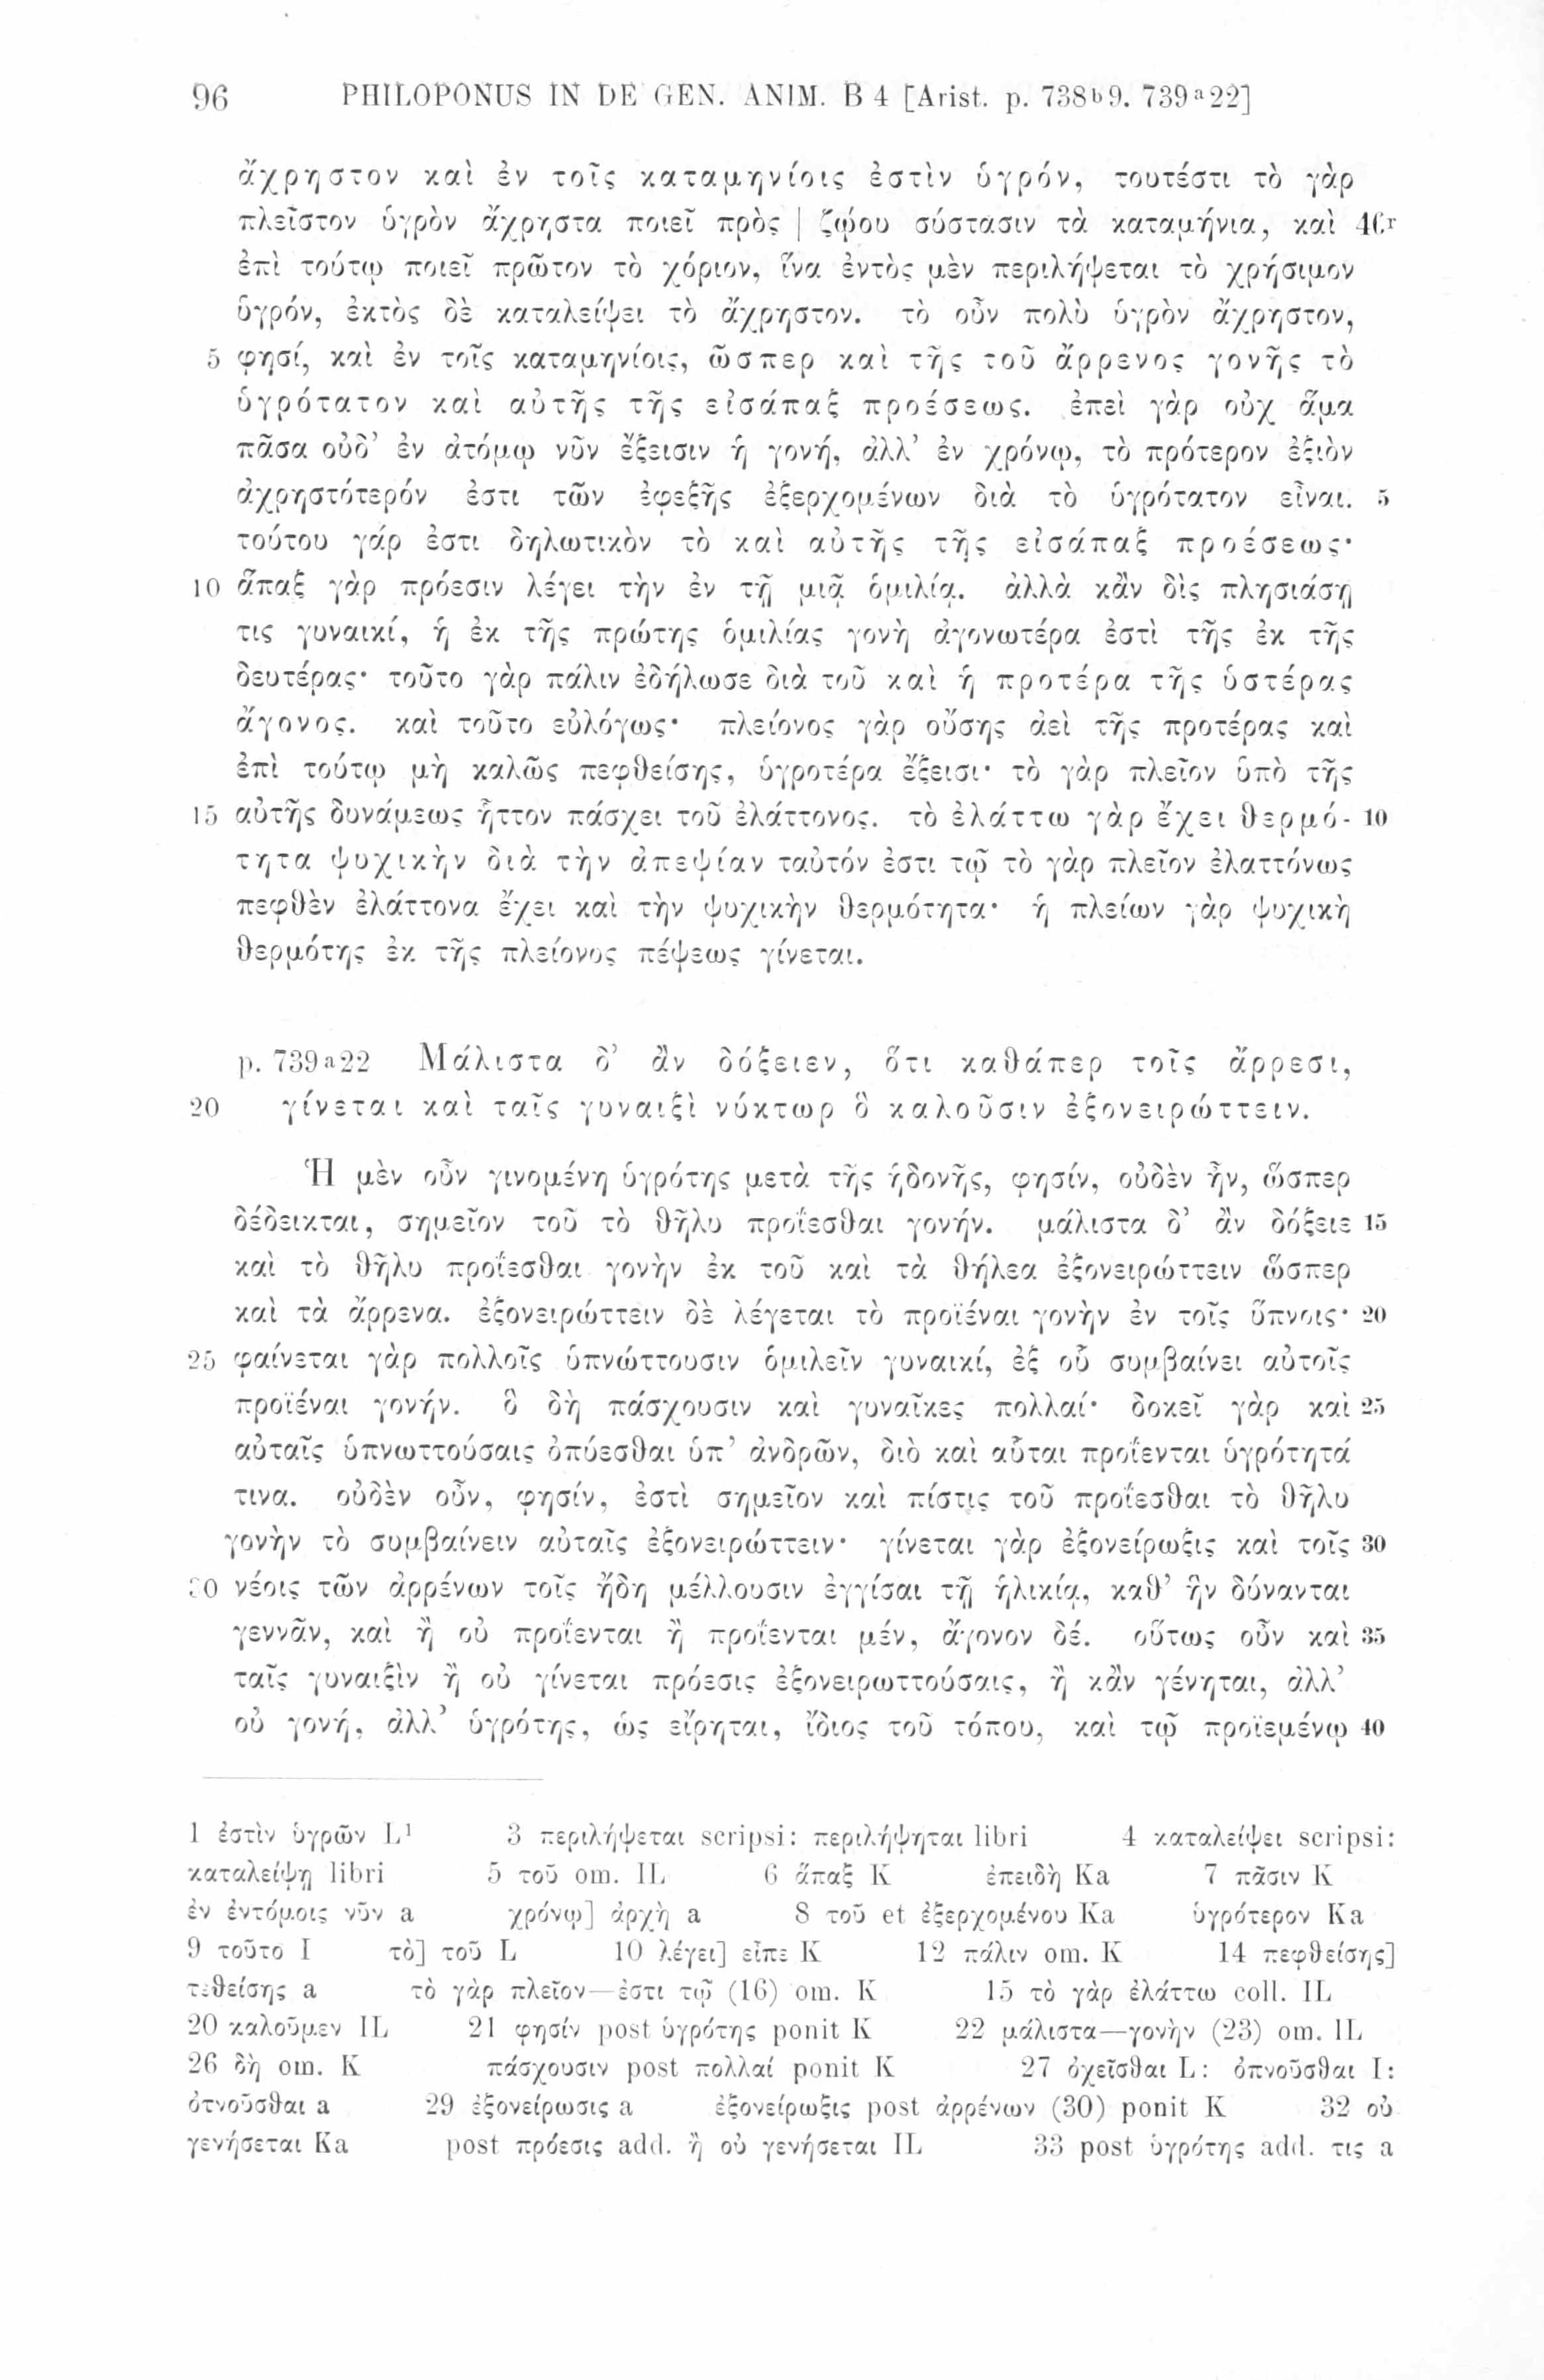 96 PHILOPONUS IN DE GEN. ANIM. B 4 [Arist. p. 738b9. 739a22]
ἄχρηστον καὶ ἐν τοῖς καταμηνίοις ἐστὶν ὑγρόν, τουτέστι τὸ γὰρ
πλεῖστον ὑγρὸν ἄχρηστα ποιεῖ πρὸς | ζῴου σύστασιν τὰ καταμήνια, καὶ 46r
ἐπὶ τούτῳ ποιεῖ πρῶτον τὸ χόριον, ἵνα ἐντὸς μὲν περιλήψεται τὸ χρήσιμον
ὑγρόν, ἐκτὸς δὲ καταλείψει τὸ ἄχρηστον. τὸ οὖν πολὺ ὑγρὸν ἄχρηστον,
5 φησί, καὶ ἐν τοῖς καταμηνίοις, ὥσπερ καὶ τῆς τοῦ ἄρρενος γονῆς τὸ
ὑγρότατον καὶ αὐτῆς τῆς εἰσάπαξ προέσεως. ἐπεὶ γὰρ οὐχ ἅμα
πᾶσα οὐδ’ ἐν ἀτόμῳ νῦν ἔξεισιν ἡ γονή, ἀλλ’ ἐν χρόνῳ, τὸ πρότερον ἐξιὸν
ἀχρηστότερόν ἐστι τῶν ἐφεξῆς ἐξερχομένων διὰ τὸ ὑγρότατον εἶναι. 5
τούτου γάρ ἐστι δηλωτικὸν τὸ καὶ αὐτῆς τῆς εἰσάπαξ προέσεως·
10 ἅπαξ γὰρ πρόεσιν λέγει τὴν ἐν τῇ μιᾷ ὁμιλίᾳ. ἀλλὰ κἂν δὶς πλησιάσῃ
τις γυναικί, ἡ ἐκ τῆς πρώτης ὁμιλίας γονὴ ἀγονωτέρα ἐστὶ τῆς ἐκ τῆς
δευτέρας· τοῦτο γὰρ πάλιν ἐδήλωσε διὰ τοῦ καὶ ἡ προτέρα τῆς ὑστέρας
ἄγονος. καὶ τοῦτο εὐλόγως· πλείονος γὰρ οὔσης ἀεὶ τῆς προτέρας καὶ
ἐπὶ τούτῳ μὴ καλῶς πεφθείσης, ὑγροτέρα ἔξεισι· τὸ γὰρ πλεῖον ὑπὸ τῆς
15 αὐτῆς δυνάμεως ἧττον πάσχει τοῦ ἐλάττονος. τὸ ἐλάττω γὰρ ἔχει θερμό- 10
τητα ψυχικὴν διὰ τὴν ἀπεψίαν ταὐτόν ἐστι τῷ τὸ γὰρ πλεῖον ἐλαττόνως
πεφθὲν ἐλάττονα ἔχει καὶ τὴν ψυχικὴν θερμότητα· ἡ πλείων γὰρ ψυχικὴ
θερμότης ἐκ τῆς πλείονος πέψεως γίνεται.
p. 739a22 Μάλιστα δ’ ἂν δόξειεν, ὅτι καθάπερ τοῖς ἄρρεσι,
20 γίνεται καὶ ταῖς γυναιξὶ νύκτωρ ὃ καλοῦσιν ἐξονειρώττειν.
Ἡ μὲν οὖν γινομένη ὑγρότης μετὰ τῆς ἡδονῆς, φησίν, οὐδὲν ἦν, ὥσπερ
δέδεικται, σημεῖον τοῦ τὸ θῆλυ προΐεσθαι γονήν. μάλιστα δ’ ἂν δόξειε 15
καὶ τὸ θῆλυ προΐεσθαι γονὴν ἐκ τοῦ καὶ τὰ θήλεα ἐξονειρώττειν ὥσπερ
καὶ τὰ ἄρρενα. ἐξονειρώττειν δὲ λέγεται τὸ προϊέναι γονὴν ἐν τοῖς ὕπνοις· 20
25 φαίνεται γὰρ πολλοῖς ὑπνώττουσιν ὁμιλεῖν γυναικί, ἐξ οὗ συμβαίνει αὐτοῖς
προϊέναι γονήν. ὃ δὴ πάσχουσιν καὶ γυναῖκες πολλαί· δοκεῖ γὰρ καὶ 25
αὐταῖς ὑπνωττούσαις ὀπύεσθαι ὑπ’ ἀνδρῶν, διὸ καὶ αὗται προΐενται ὑγρότητά
τινα. οὐδὲν οὖν, φησίν, ἐστὶ σημεῖον καὶ πίστις τοῦ προΐεσθαι τὸ θῆλυ
γονὴν τὸ συμβαίνειν αὐταῖς ἐξονειρώττειν· γίνεται γὰρ ἐξονείρωξις καὶ τοῖς 30
30 νέοις τῶν ἀρρένων τοῖς ἤδη μέλλουσιν ἐγγίσαι τῇ ἡλικίᾳ, καθ’ ἣν δύνανται
γεννᾶν, καὶ ἢ οὐ προΐενται ἢ προΐενται μέν, ἄγονον δέ. οὕτως οὖν καὶ 35
ταῖς γυναιξὶν ἢ οὐ γίνεται πρόεσις ἐξονειρωττούσαις, ἢ κἂν γένηται, ἀλλ’
οὐ γονή, ἀλλ’ ὑγρότης, ὡς εἴρηται, ἴδιος τοῦ τόπου, καὶ τῷ προϊεμένῳ 40
1 ἐστὶν ὑγρῶν L1 3 περιλήψεται scripsi: περιλήψηται libri 4 καταλείψει scripsi:
καταλείψῃ libri 5 τοῦ om. IL 6 ἅπαξ K ἐπειδὴ Ka 7 πᾶσιν K
ἐν ἐντόμοις νῦν a χρόνῳ] ἀρχὴ a 8 τοῦ et ἐξερχομένου Ka ὑγρότερον Ka
9 τοῦτο I τὸ] τοῦ L 10 λέγει] εἶπε K 12 πάλιν om. K 14 πεφθείσης]
τεθείσης a τὸ γὰρ πλεῖον—ἐστι τῷ (16) om. K 15 τὸ γὰρ ἐλάττω coll. IL
20 καλοῦμεν IL 21 φησίν post ὑγρότης ponit K 22 μάλιστα—γονὴν (23) om. IL
26 δὴ om. K πάσχουσιν post πολλαί ponit K 27 ὀχεῖσθαι L: ὀπνοῦσθαι I:
ὀτνοῦσθαι a 29 ἐξονείρωσις a ἐξονείρωξις post ἀρρένων (30) ponit K 32 οὐ
γενήσεται Ka post πρόεσις add. ἢ οὐ γενήσεται IL 33 post ὑγρότης add. τις a